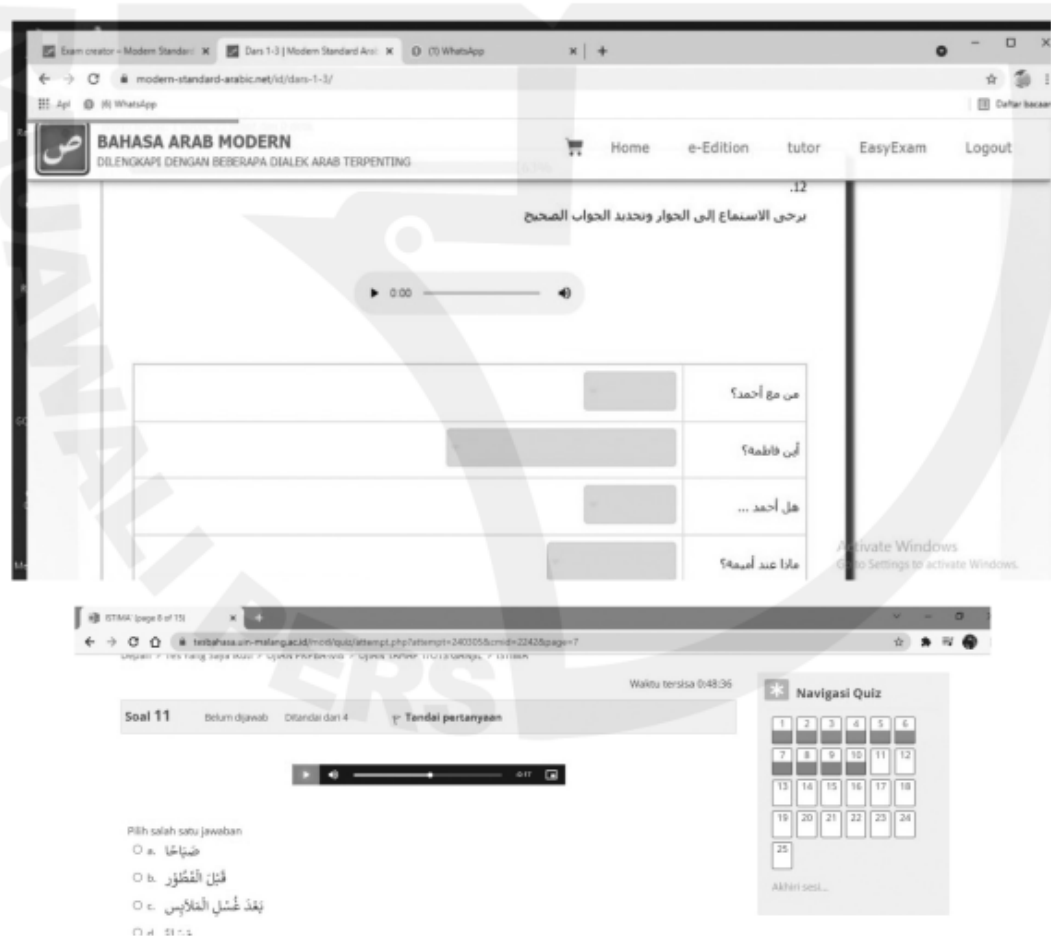 Exam creator – Modern Standard
Dars 1-3 | Modern Standard Arab
(1) WhatsApp
modern-standard-arabic.net/id/dars-1-3/
Apl (6) WhatsApp
Daftar bacaan
BAHASA ARAB MODERN
DILENGKAPI DENGAN BEBERAPA DIALEK ARAB TERPENTING
Home e-Edition tutor EasyExam Logout
.12
يرجى الاستماع إلى الحوار وتحديد الجواب الصحيح
0:00
من مع أحمد؟
أين فاطمة؟
هل أحمد ...
ماذا عند أميمة؟
Activate Windows
Go to Settings to activate Windows.
ISTIMA' (page 8 of 15)
tesbahasa.uin-malang.ac.id/mod/quiz/attempt.php?attempt=240305&cmid=2242&page=7
Waktu tersisa 0:48:36
Soal 11 Belum dijawab Ditandai dari 4 Tandai pertanyaan
Navigasi Quiz
1 2 3 4 5 6
7 8 9 10 11 12
13 14 15 16 17 18
19 20 21 22 23 24
25
Akhiri sesi...
-0:17
Pilih salah satu jawaban
a. صَبَاحًا
b. قَبْلَ الْفُطُوْر
c. بَعْدَ غُسْلِ الْمَلَابِس
d.
RAJAWALI PERS